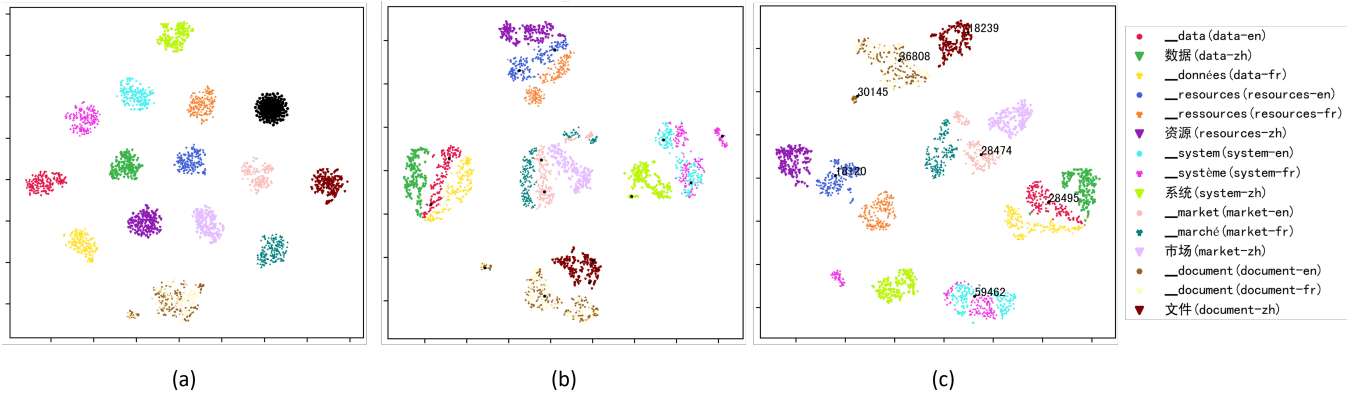 18239
36808
30145
28474
28495
59462
__data(data-en)
数据(data-zh)
__données(data-fr)
__resources(resources-en)
__ressources(resources-fr)
资源(resources-zh)
__system(system-en)
__système(system-fr)
系统(system-zh)
__market(market-en)
__marché(market-fr)
市场(market-zh)
__document(document-en)
__document(document-fr)
文件(document-zh)
(a)
(b)
(c)